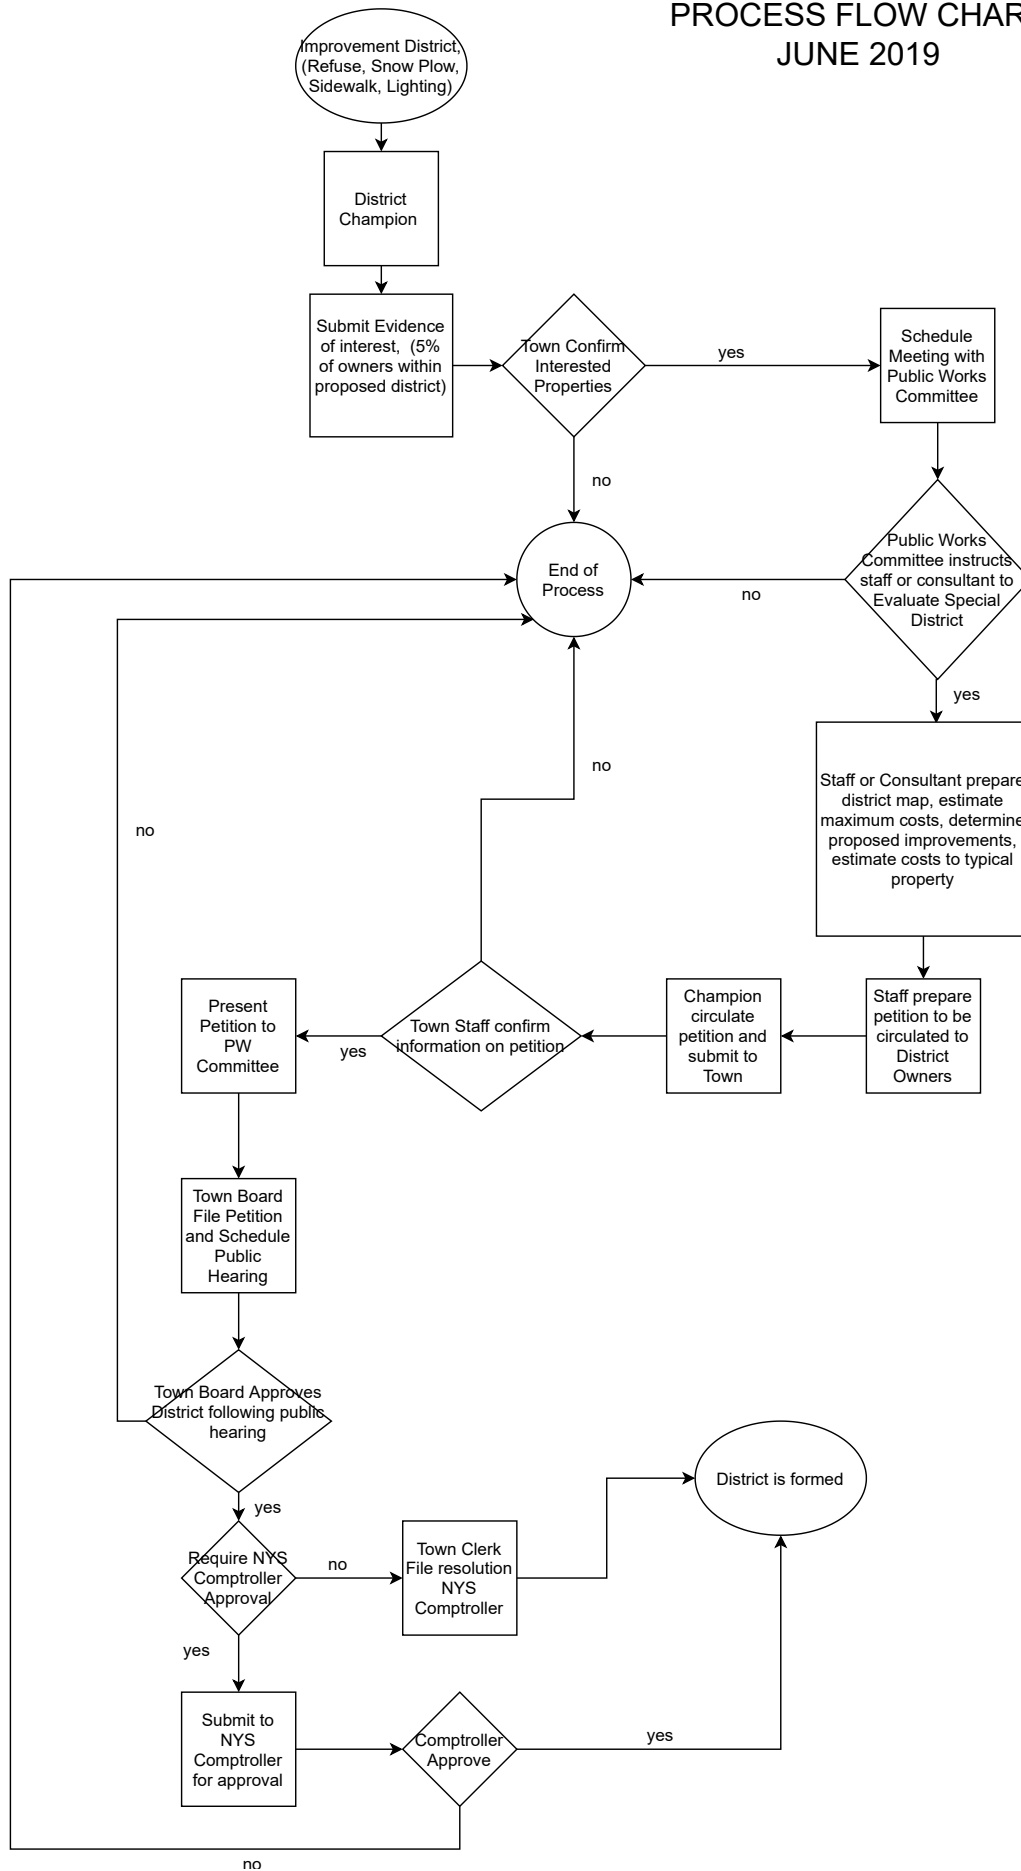 PROCESS FLOW CHAR
JUNE 2019
Improvement District,
(Refuse, Snow Plow,
Sidewalk, Lighting)
District
Champion
Submit Evidence
of interest, (5%
of owners within
proposed district)
Town Confirm
Interested
Properties
yes
Schedule
Meeting with
Public Works
Committee
no
End of
Process
Public Works
Committee instructs
staff or consultant to
Evaluate Special
District
no
yes
Staff or Consultant prepare
district map, estimate
maximum costs, determine
proposed improvements,
estimate costs to typical
property
no
no
Staff prepare
petition to be
circulated to
District
Owners
Champion
circulate
petition and
submit to
Town
Town Staff confirm
information on petition
yes
Present
Petition to
PW
Committee
Town Board
File Petition
and Schedule
Public
Hearing
Town Board Approves
District following public
hearing
yes
Require NYS
Comptroller
Approval
no
Town Clerk
File resolution
NYS
Comptroller
District is formed
yes
Submit to
NYS
Comptroller
for approval
Comptroller
Approve
yes
no